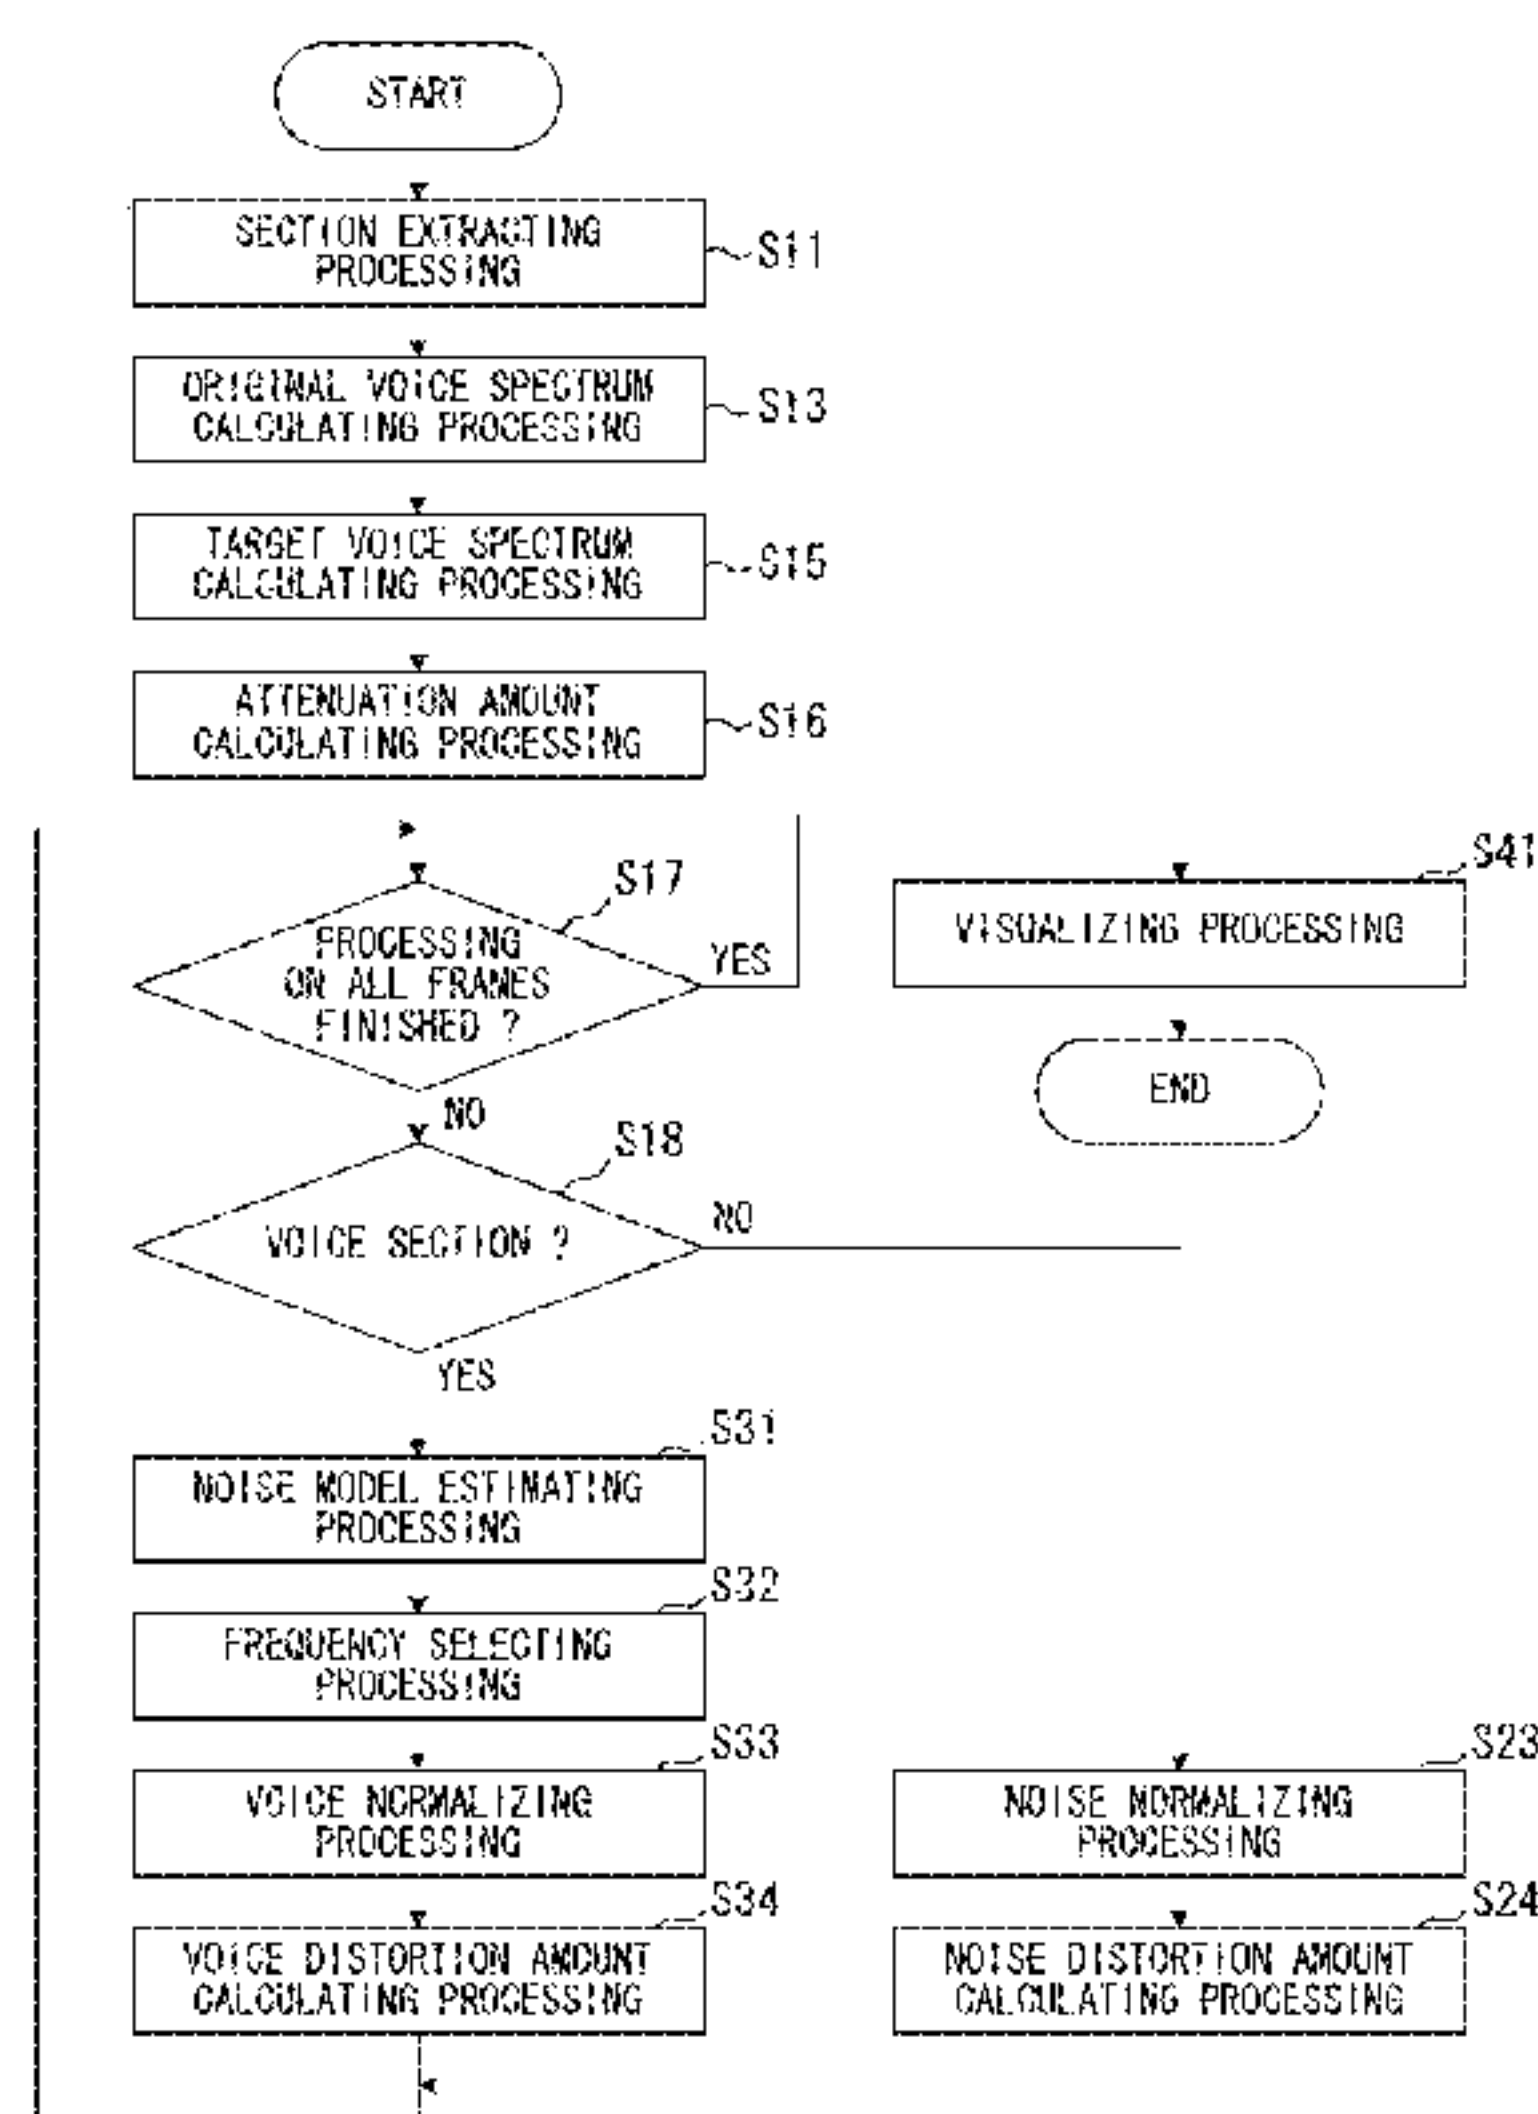 START
SECTION EXTRACTING
PROCESSING
S11
ORIGINAL VOICE SPECTRUM
CALCULATING PROCESSING
S13
TARGET VOICE SPECTRUM
CALCULATING PROCESSING
S15
ATTENUATION AMOUNT
CALCULATING PROCESSING
S16
S17
PROCESSING
ON ALL FRAMES
FINISHED ?
YES
NO
S41
VISUALIZING PROCESSING
END
S18
VOICE SECTION ?
NO
YES
S31
NOISE MODEL ESTIMATING
PROCESSING
S32
FREQUENCY SELECTING
PROCESSING
S33
VOICE NORMALIZING
PROCESSING
S23
NOISE NORMALIZING
PROCESSING
S34
VOICE DISTORTION AMOUNT
CALCULATING PROCESSING
S24
NOISE DISTORTION AMOUNT
CALCULATING PROCESSING